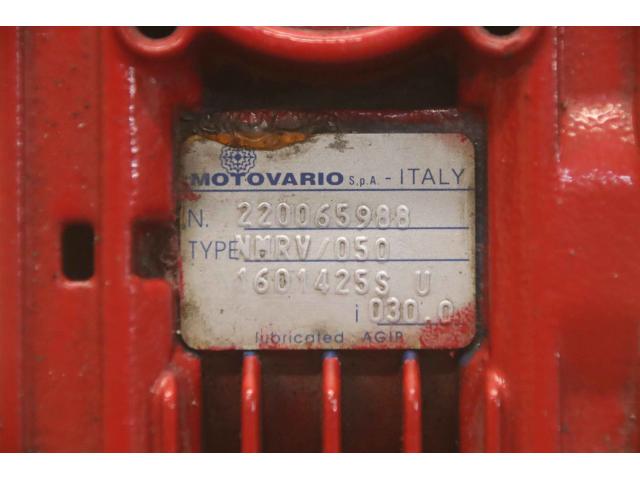 MOTOVARIO S.p.A. - ITALY
N. 220065988
TYPE NMRV/050
1601425S U
i 030.0
lubricated AGIP